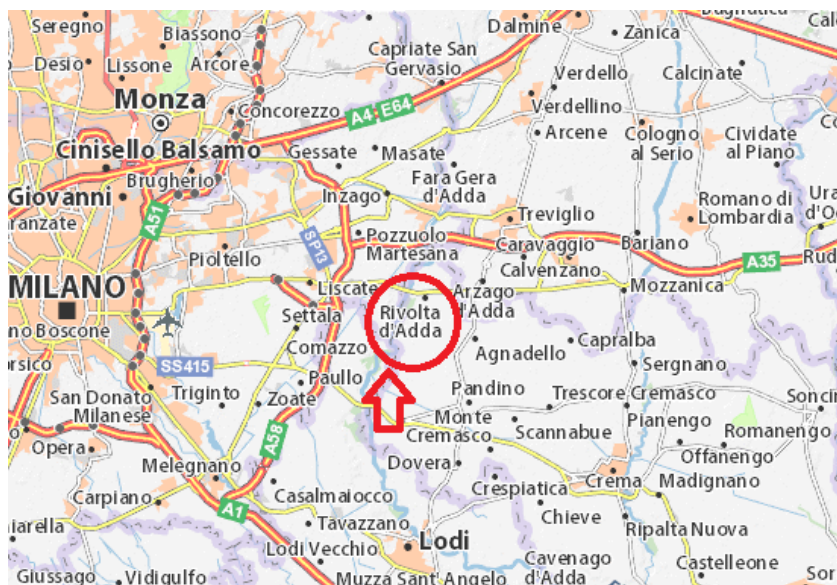 Seregno
Biassono
Dalmine
Zanica
Capriate San
Gervasio
Desio
Lissone
Arcore
Verdello
Calcinate
Monza
Concorezzo
A4
E64
Verdellino
Arcene
Cologno
al Serio
Cividate
al Piano
Cinisello Balsamo
Gessate
Masate
Brugherio
Fara Gera
d'Adda
Giovanni
Inzago
Romano di
Lombardia
A51
Treviglio
SP13
Pozzuolo
Martesana
Bariano
Pioltello
Caravaggio
Calvenzano
A35
MILANO
Liscate
Arzago
d'Adda
Mozzanica
Rivolta
d'Adda
Settala
Comazzo
Capralba
Agnadello
SS415
Sergnano
Paullo
San Donato
Milanese
Triginto
Zoate
Pandino
Trescore Cremasco
Monte
Cremasco
Scannabue
Pianengo
Romanengo
Opera
A58
Offanengo
Melegnano
Dovera
Crema
Madignano
Carpiano
Casalmaiocco
Crespiatica
A1
Chieve
Tavazzano
Ripalta Nuova
Lodi
Lodi Vecchio
Cavenago
d'Adda
Castelleone
Giussago
Vidigulfo
Muzza Sant'Angelo